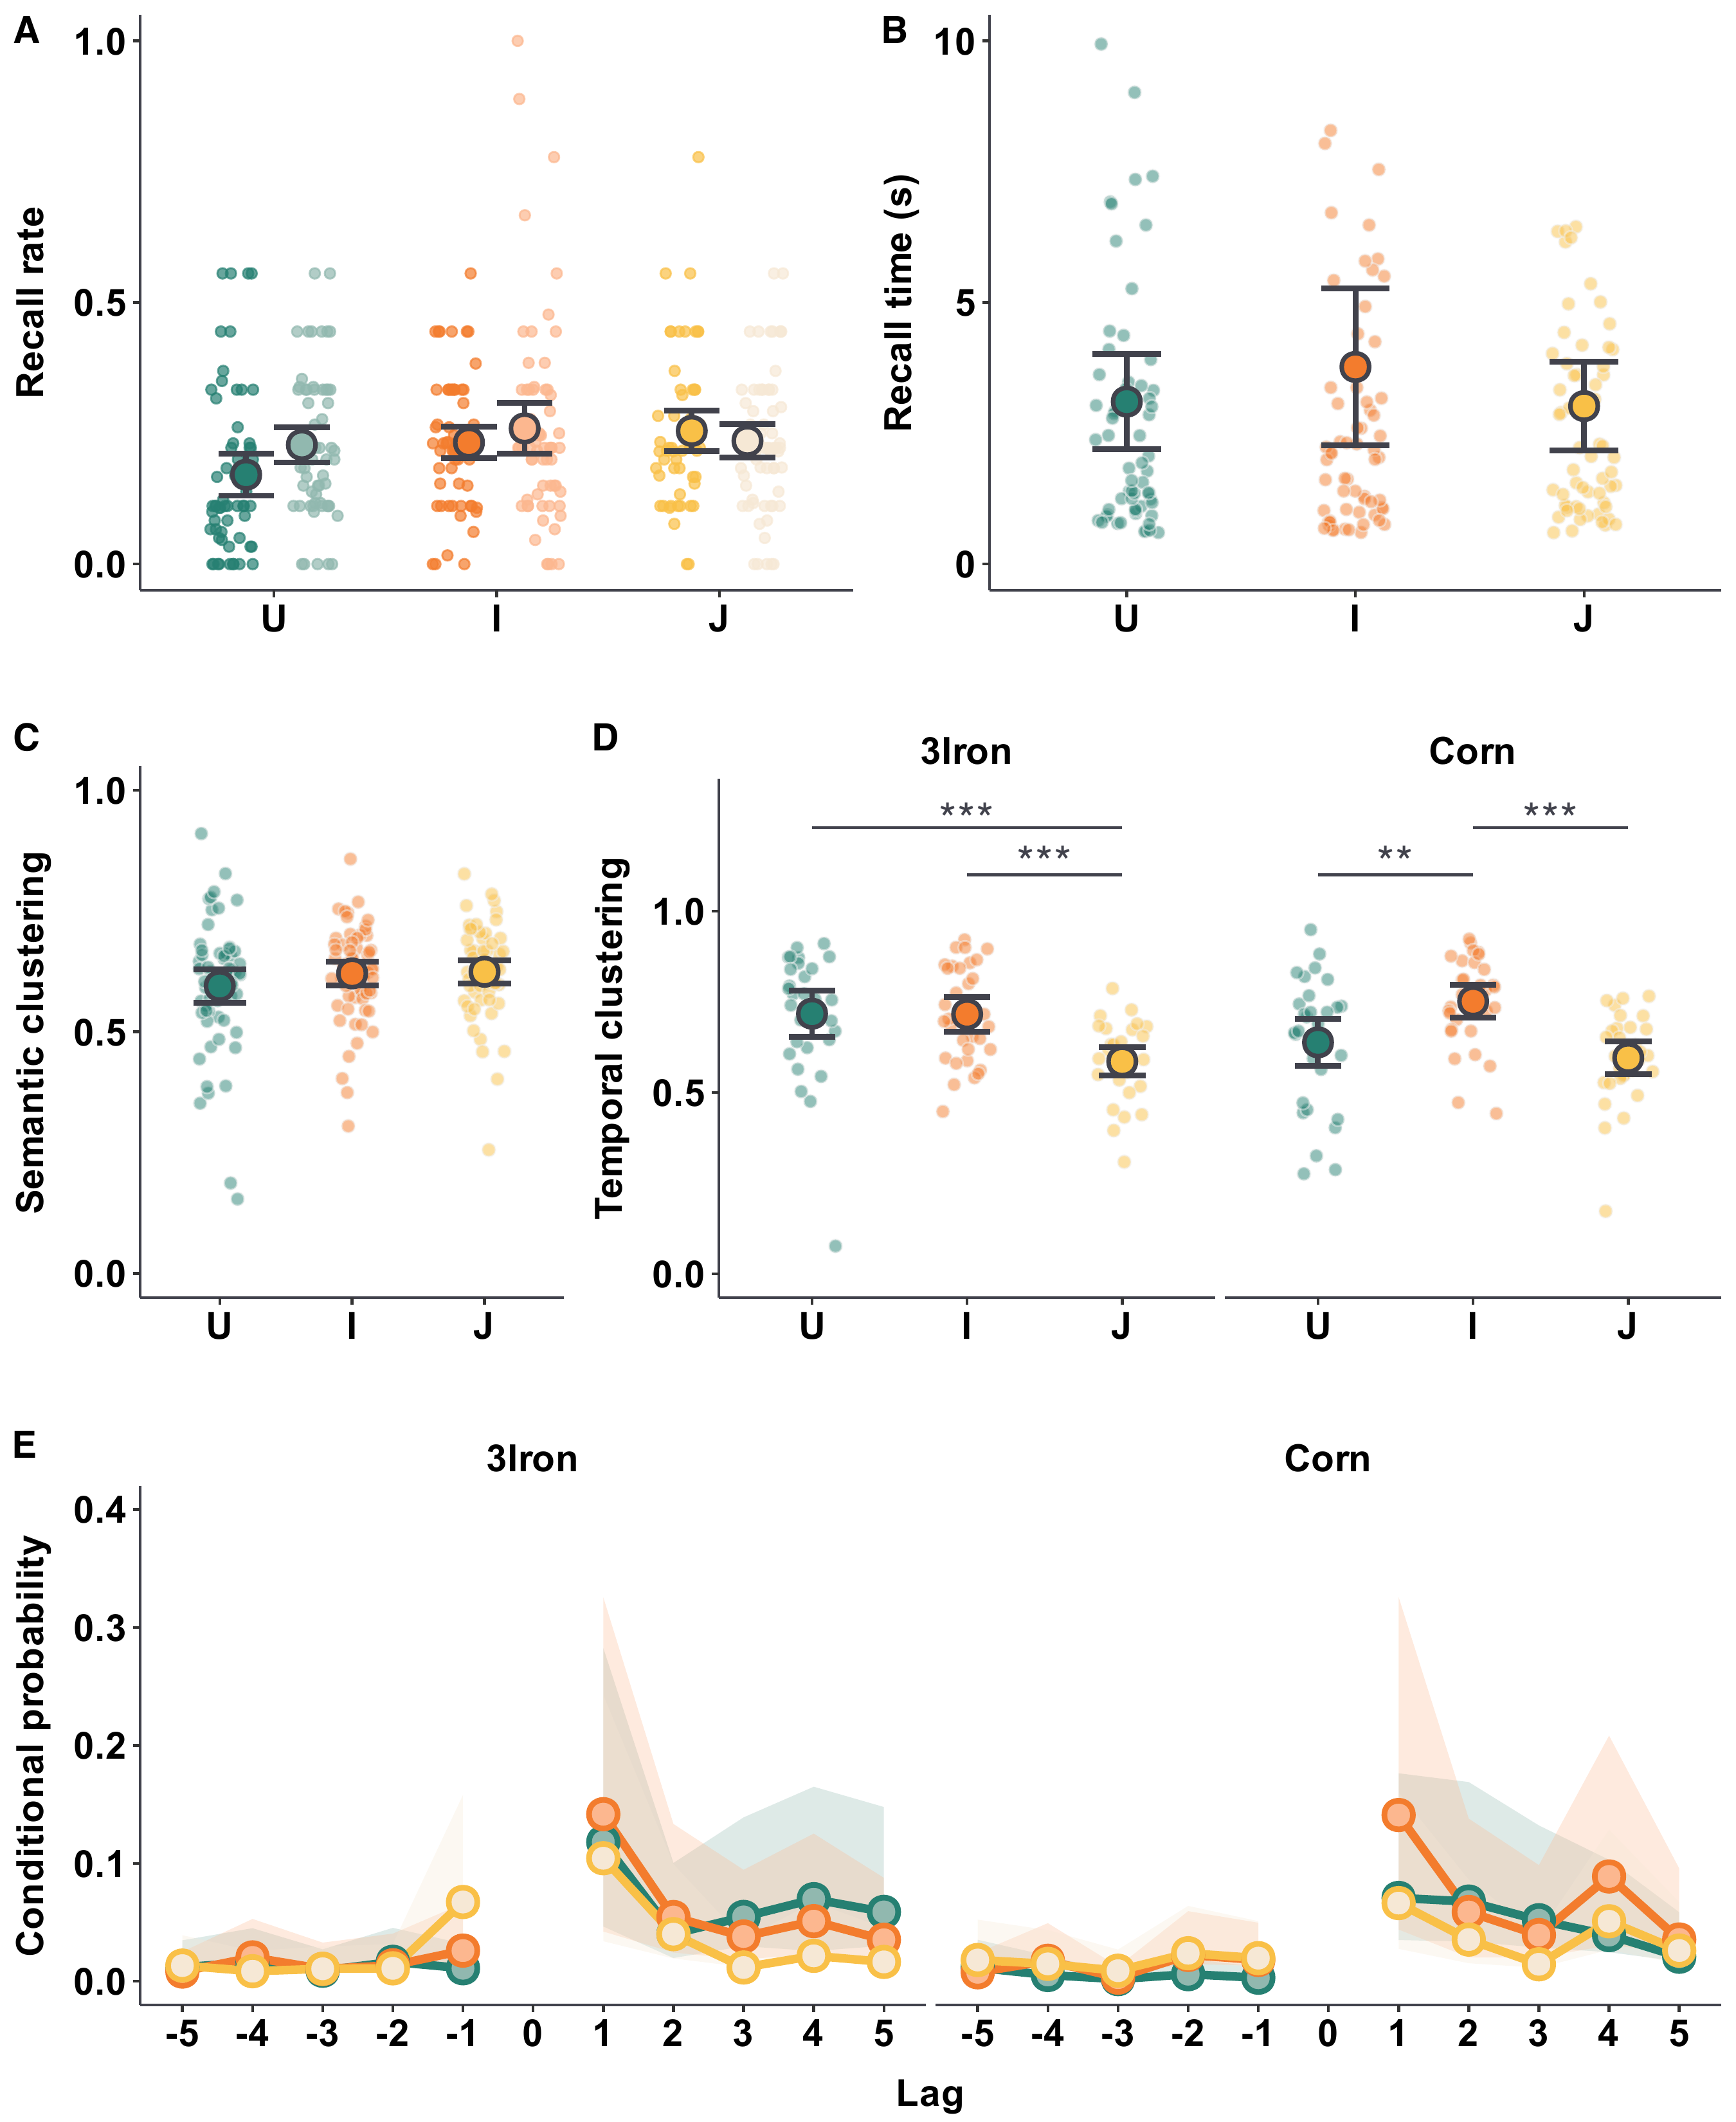 A
Recall rate
1.0
0.5
0.0
U I J
B
Recall time (s)
10
5
0
U I J
C
Semantic clustering
1.0
0.5
0.0
U I J
D
3Iron Corn
Temporal clustering
*** ***
*** **
1.0
0.5
0.0
U I J U I J
E
3Iron Corn
Conditional probability
0.4
0.3
0.2
0.1
0.0
-5 -4 -3 -2 -1 0 1 2 3 4 5 -5 -4 -3 -2 -1 0 1 2 3 4 5
Lag